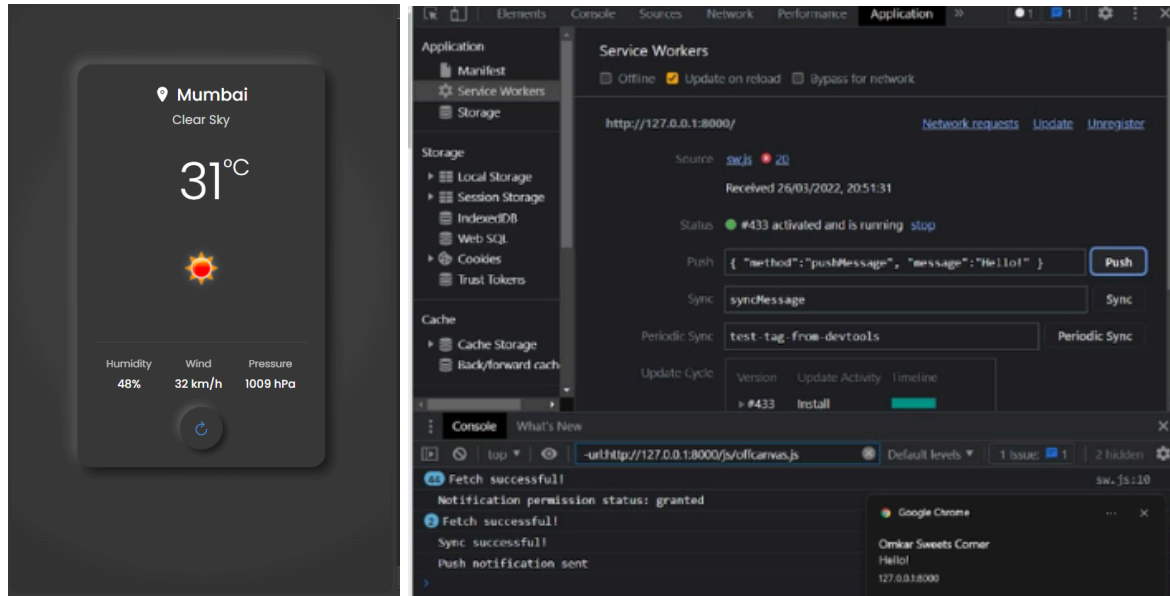 Mumbai
Clear Sky
31°C
Humidity Wind Pressure
48% 32 km/h 1009 hPa
Elements Console Sources Network Performance Application » 1 1
Application
Manifest
Service Workers
Storage
Storage
Local Storage
Session Storage
IndexedDB
Web SQL
Cookies
Trust Tokens
Cache
Cache Storage
Back/forward cach
Service Workers
Offline Update on reload Bypass for network
http://127.0.0.1:8000/ Network requests Update Unregister
Source sw.js 20
Received 26/03/2022, 20:51:31
Status #433 activated and is running stop
Push { "method":"pushMessage", "message":"Hello!" } Push
Sync syncMessage Sync
Periodic Sync test-tag-from-devtools Periodic Sync
Update Cycle Version Update Activity Timeline
#433 Install
Console What's New
top Default levels 1 Issue: 1 2 hidden
-url:http://127.0.0.1:8000/js/offcanvas.js
44 Fetch successful! sw.js:10
Notification permission status: granted
2 Fetch successful!
Sync successful!
Push notification sent
Google Chrome
Omkar Sweets Corner
Hello!
127.0.0.1:8000